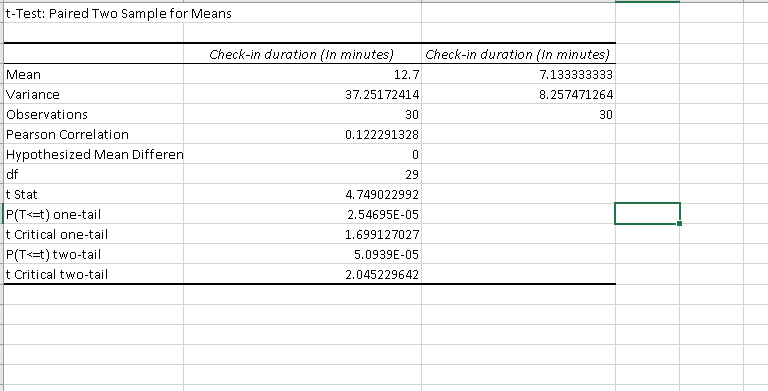 t-Test: Paired Two Sample for Means
Check-in duration (In minutes) Check-in duration (In minutes)
Mean 12.7 7.133333333
Variance 37.25172414 8.257471264
Observations 30 30
Pearson Correlation 0.122291328
Hypothesized Mean Differen 0
df 29
t Stat 4.749022992
P(T<=t) one-tail 2.54695E-05
t Critical one-tail 1.699127027
P(T<=t) two-tail 5.0939E-05
t Critical two-tail 2.045229642